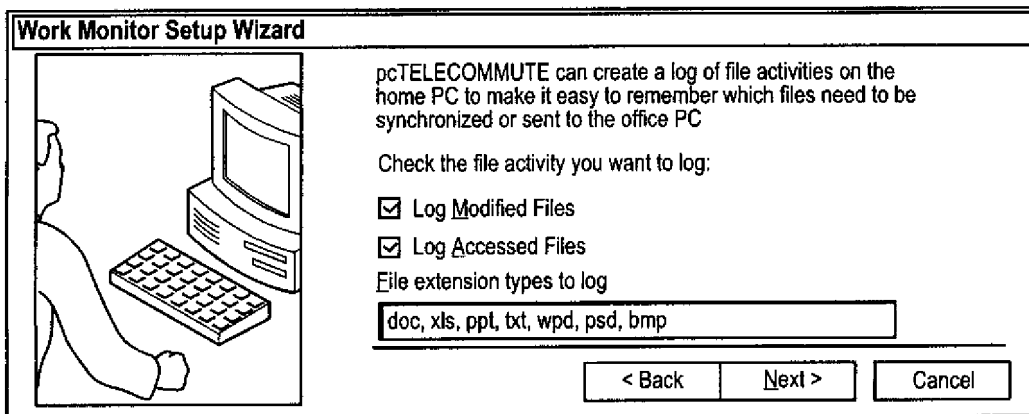 Work Monitor Setup Wizard
pcTELECOMMUTE can create a log of file activities on the
home PC to make it easy to remember which files need to be
synchronized or sent to the office PC
Check the file activity you want to log:
Log Modified Files
Log Accessed Files
File extension types to log
doc, xls, ppt, txt, wpd, psd, bmp
< Back
Next >
Cancel